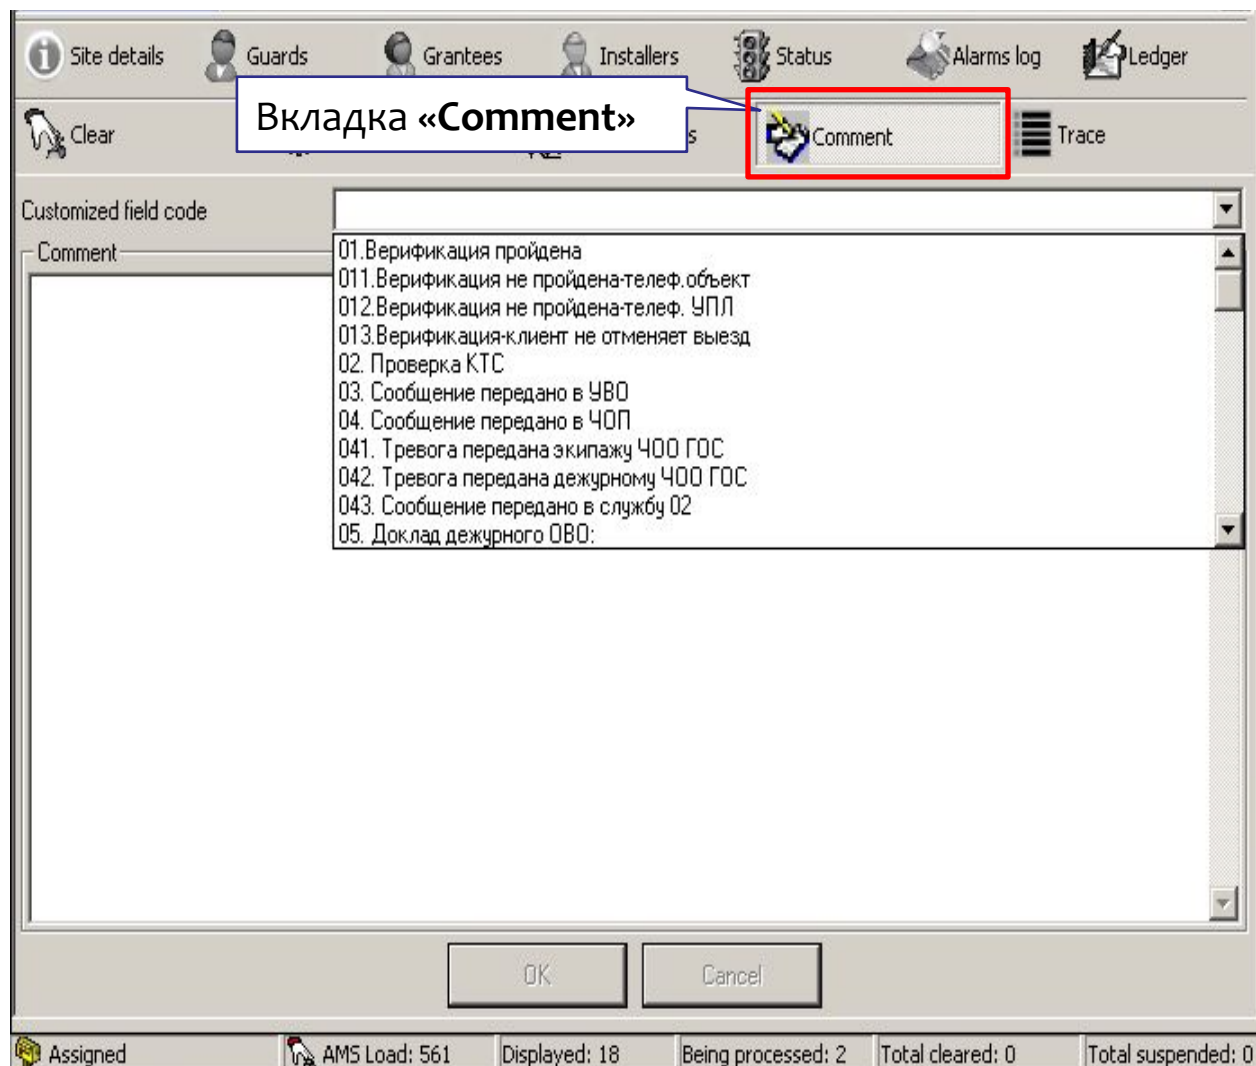 Site details Guards Grantees Installers Status Alarms log Ledger
Clear Вкладка «Comment» s Comment Trace
Customized field code
Comment
01.Верификация пройдена
011.Верификация не пройдена-телеф.объект
012.Верификация не пройдена-телеф. УПЛ
013.Верификация-клиент не отменяет выезд
02. Проверка КТС
03. Сообщение передано в УВО
04. Сообщение передано в ЧОП
041. Тревога передана экипажу ЧОО ГОС
042. Тревога передана дежурному ЧОО ГОС
043. Сообщение передано в службу 02
05. Доклад дежурного ОВО:
OK Cancel
Assigned AMS Load: 561 Displayed: 18 Being processed: 2 Total cleared: 0 Total suspended: 0